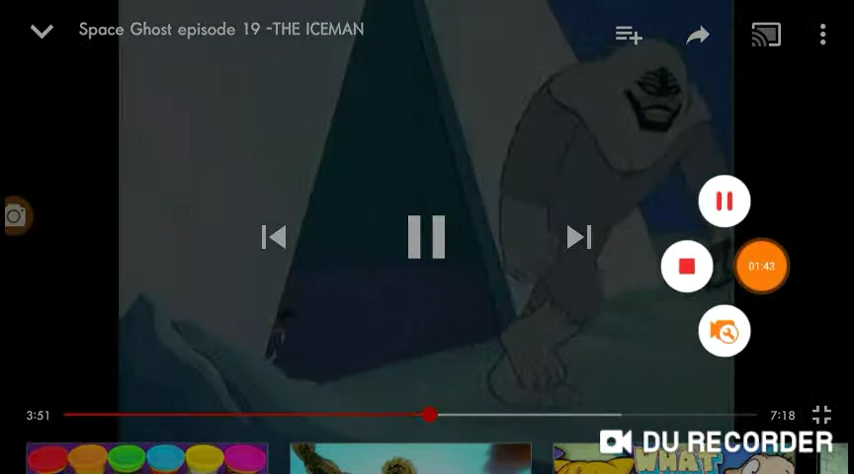 Space Ghost episode 19 -THE ICEMAN
01:43
3:51
7:18
DU RECORDER
WHAT